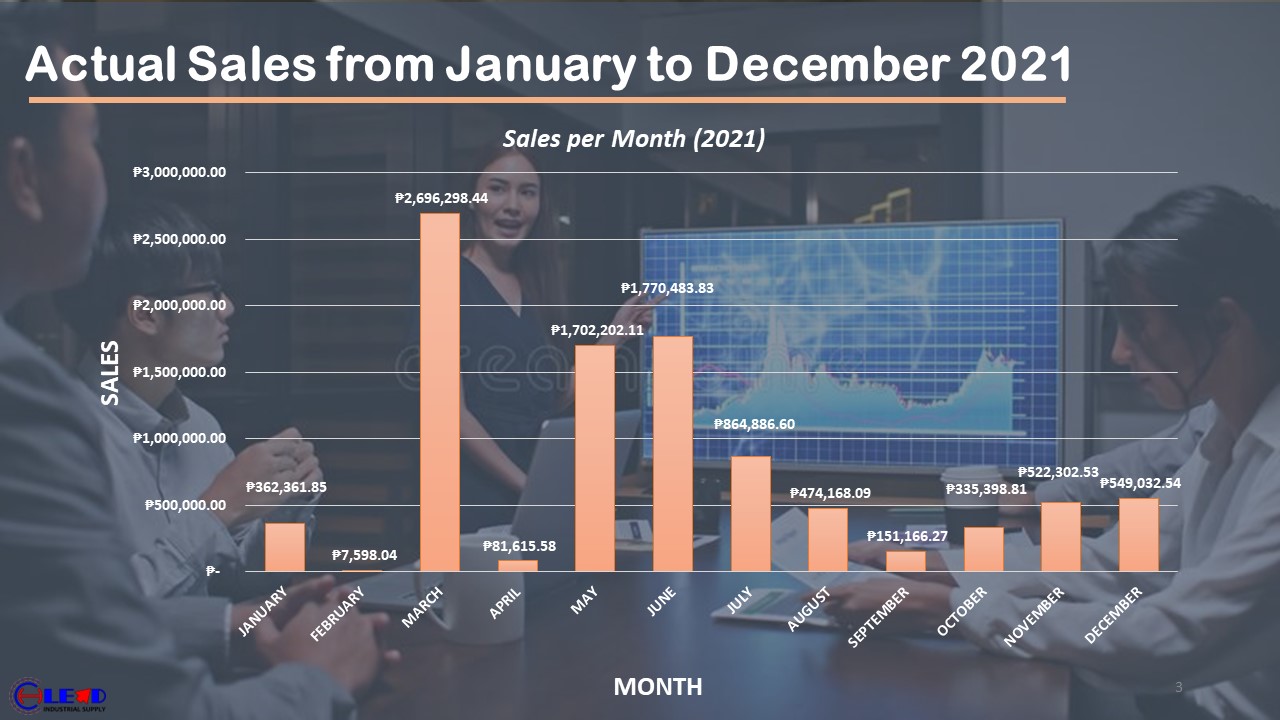 Actual Sales from January to December 2021
Sales per Month (2021)
₱3,000,000.00
₱2,500,000.00
₱2,000,000.00
₱1,500,000.00
₱1,000,000.00
₱500,000.00
₱-
SALES
₱362,361.85
₱7,598.04
₱2,696,298.44
₱81,615.58
₱1,702,202.11
₱1,770,483.83
₱864,886.60
₱474,168.09
₱151,166.27
₱335,398.81
₱522,302.53
₱549,032.54
JANUARY
FEBRUARY
MARCH
APRIL
MAY
JUNE
JULY
AUGUST
SEPTEMBER
OCTOBER
NOVEMBER
DECEMBER
MONTH
3
LEAD
INDUSTRIAL SUPPLY